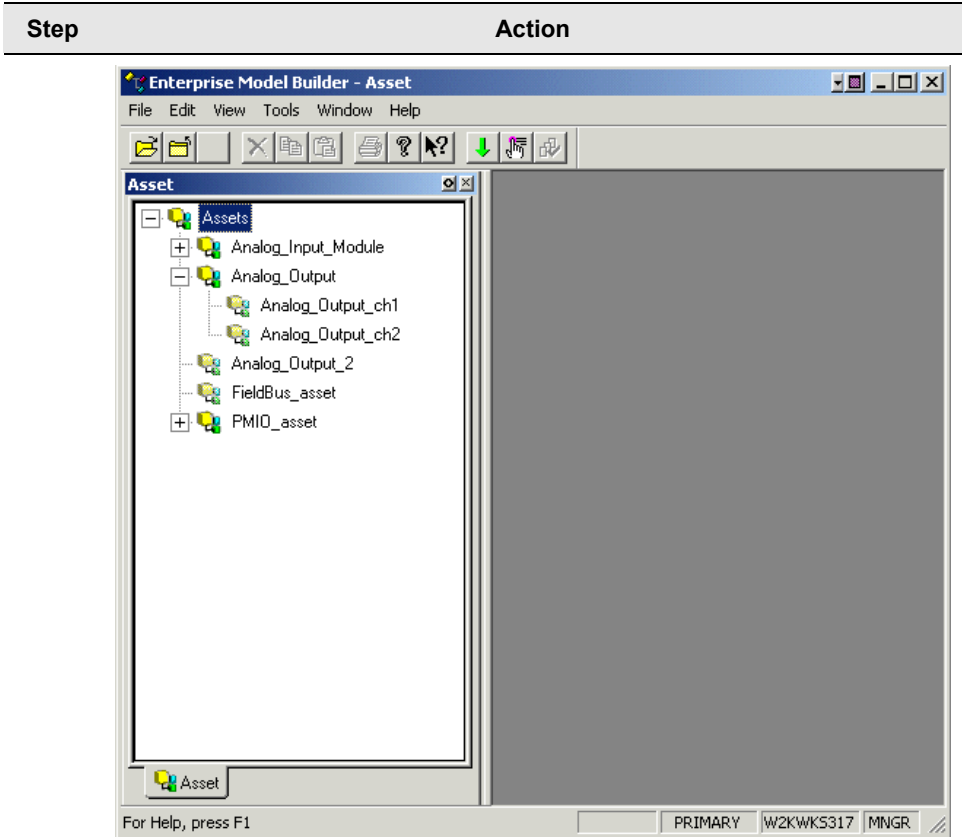 Step Action
Enterprise Model Builder - Asset
File Edit View Tools Window Help
Asset
Assets
Analog_Input_Module
Analog_Output
Analog_Output_ch1
Analog_Output_ch2
Analog_Output_2
FieldBus_asset
PMIO_asset
Asset
For Help, press F1 PRIMARY W2KWKS317 MNGR